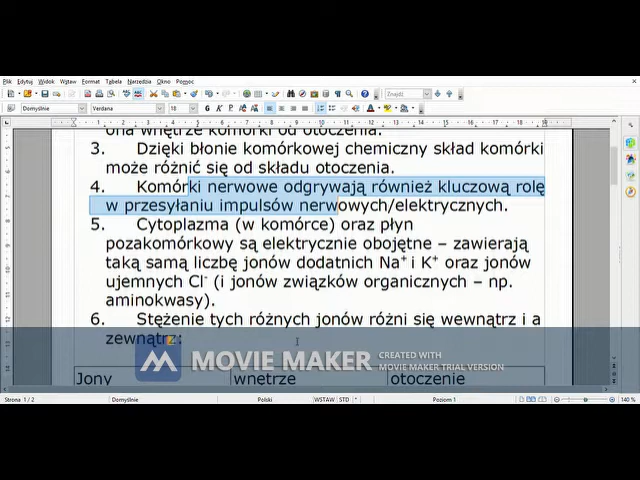 Plik Edytuj Widok Wstaw Format Tabela Narzędzia Okno Pomoc
Znajdź
Domyślnie Verdana 18
ona wnętrze komórki od otoczenia.
3. Dzięki błonie komórkowej chemiczny skład komórki
może różnić się od składu otoczenia.
4. Komórki nerwowe odgrywają również kluczową rolę
w przesyłaniu impulsów nerwowych/elektrycznych.
5. Cytoplazma (w komórce) oraz płyn
pozakomórkowy są elektrycznie obojętne – zawierają
taką samą liczbę jonów dodatnich Na⁺ i K⁺ oraz jonów
ujemnych Cl⁻ (i jonów związków organicznych – np.
aminokwasy).
6. Stężenie tych różnych jonów różni się wewnątrz i a
zewnątrz:
MOVIE MAKER
CREATED WITH
MOVIE MAKER TRIAL VERSION
Jony wnętrze otoczenie
Strona 1 / 2 Domyślnie Polski WSTAW STD * Poziom 1 140 %